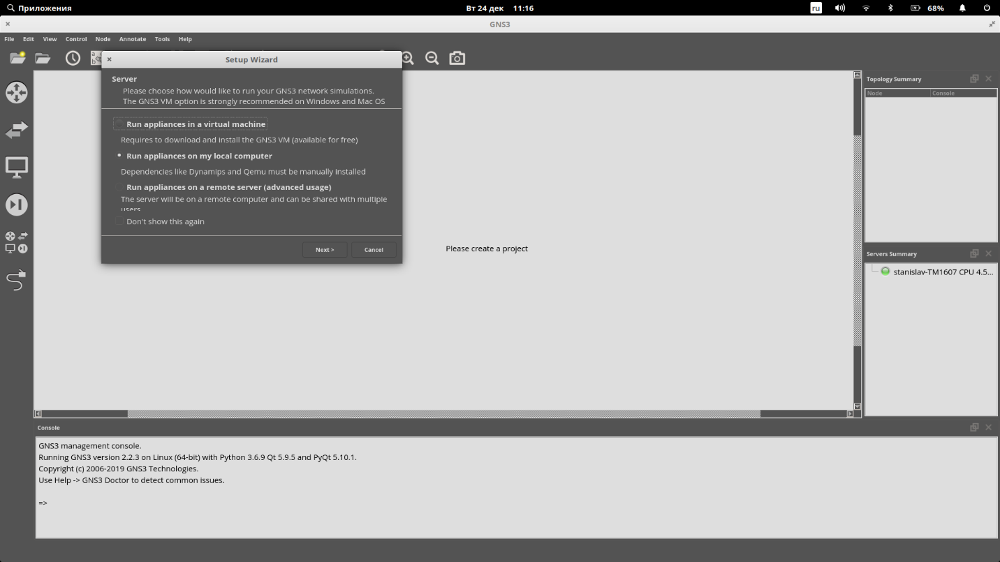 Приложения
Вт 24 дек 11:16
ru
68%
GNS3
File Edit View Control Node Annotate Tools Help
Setup Wizard
Server
Please choose how would like to run your GNS3 network simulations.
The GNS3 VM option is strongly recommended on Windows and Mac OS
Run appliances in a virtual machine
Requires to download and install the GNS3 VM (available for free)
Run appliances on my local computer
Dependencies like Dynamips and Qemu must be manually installed
Run appliances on a remote server (advanced usage)
The server will be on a remote computer and can be shared with multiple
users
Don't show this again
Next > Cancel
Please create a project
Topology Summary
Node Console
Servers Summary
stanislav-TM1607 CPU 4.5...
Console
GNS3 management console.
Running GNS3 version 2.2.3 on Linux (64-bit) with Python 3.6.9 Qt 5.9.5 and PyQt 5.10.1.
Copyright (c) 2006-2019 GNS3 Technologies.
Use Help -> GNS3 Doctor to detect common issues.
=>